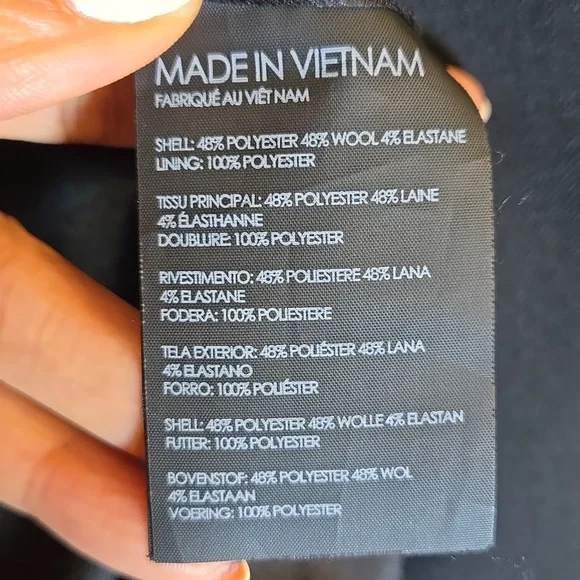 MADE IN VIETNAM
FABRIQUÉ AU VIÊT NAM
SHELL: 48% POLYESTER 48% WOOL 4% ELASTANE
LINING: 100% POLYESTER
TISSU PRINCIPAL: 48% POLYESTER 48% LAINE
4% ÉLASTHANNE
DOUBLURE: 100% POLYESTER
RIVESTIMENTO: 48% POLIESTERE 48% LANA
4% ELASTANE
FODERA: 100% POLIESTERE
TELA EXTERIOR: 48% POLIÉSTER 48% LANA
4% ELASTANO
FORRO: 100% POLIÉSTER
SHELL: 48% POLYESTER 48% WOLLE 4% ELASTAN
FUTTER: 100% POLYESTER
BOVENSTOF: 48% POLYESTER 48% WOL
4% ELASTAAN
VOERING: 100% POLYESTER